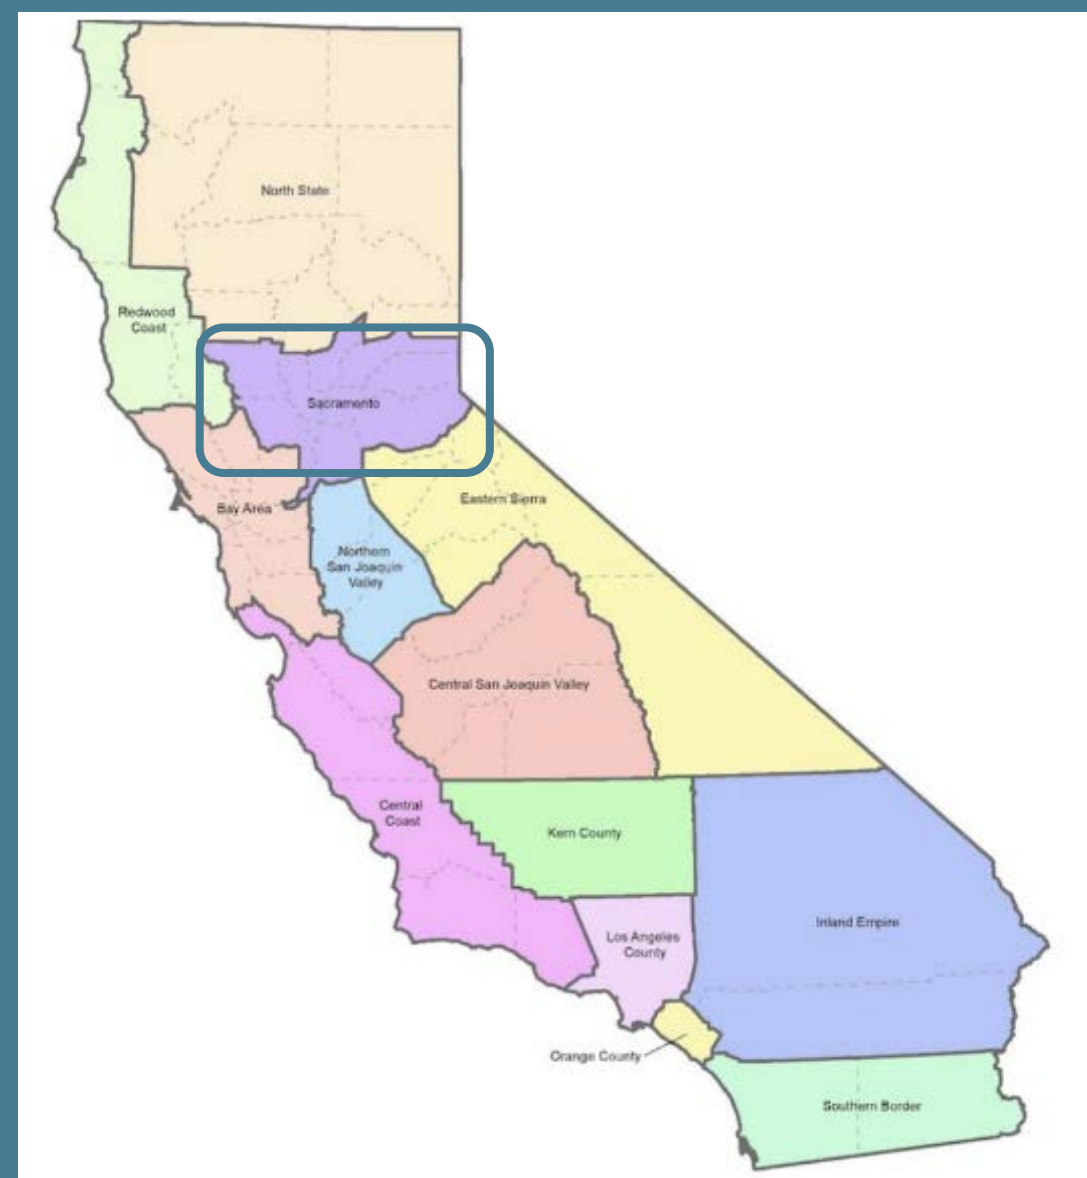 North State
Redwood
Coast
Sacramento
Eastern Sierra
Bay Area
Northern
San Joaquin
Valley
Central San Joaquin Valley
Central
Coast
Kern County
Inland Empire
Los Angeles
County
Orange County
Southern Border